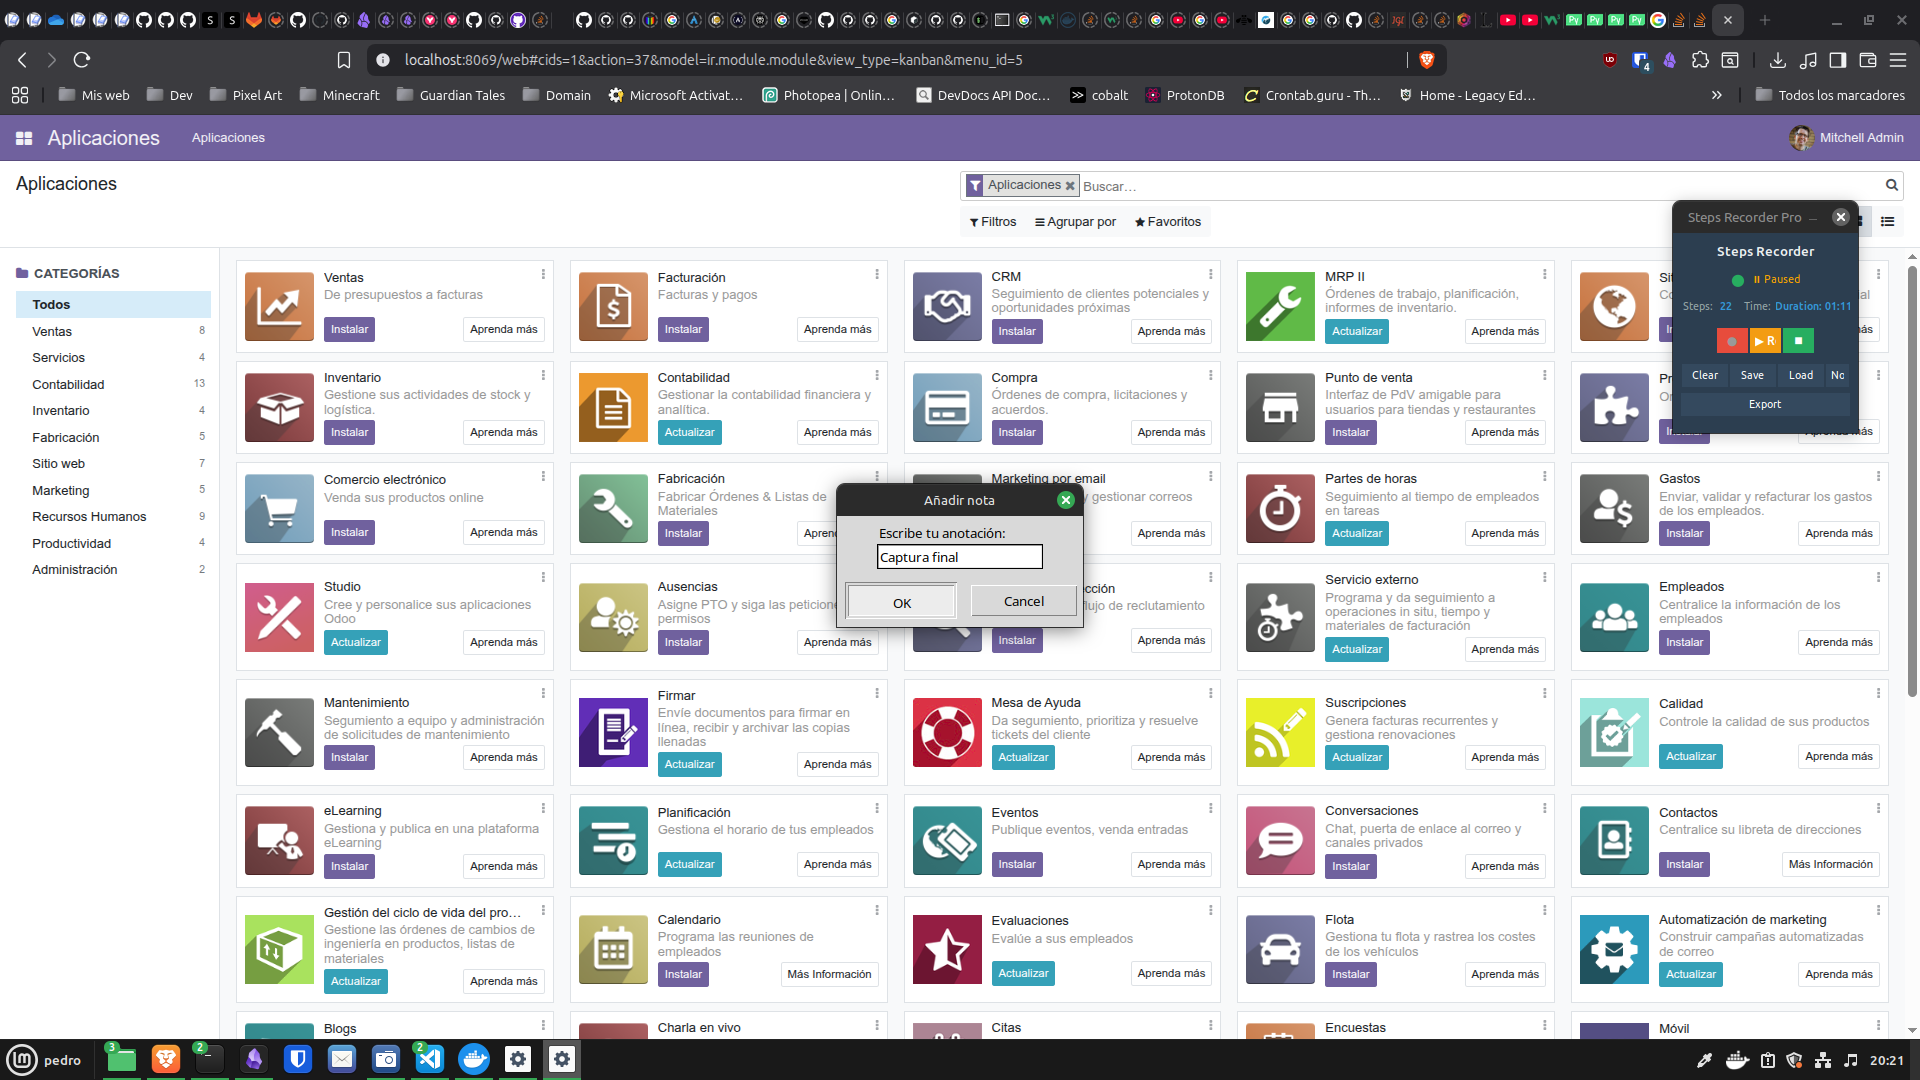 localhost:8069/web#cids=1&action=37&model=ir.module.module&view_type=kanban&menu_id=5
4
Mis web
Dev
Pixel Art
Minecraft
Guardian Tales
Domain
Microsoft Activat...
Photopea | Onlin...
DevDocs API Doc...
cobalt
ProtonDB
Crontab.guru - Th...
Home - Legacy Ed...
Todos los marcadores
Aplicaciones
Aplicaciones
Mitchell Admin
Aplicaciones
Aplicaciones
Buscar...
Filtros
Agrupar por
Favoritos
Steps Recorder Pro
Steps Recorder
Paused
Steps: 22 Time: Duration: 01:11
R
Clear
Save
Load
No
Export
CATEGORÍAS
Todos
Ventas 8
Servicios 4
Contabilidad 13
Inventario 4
Fabricación 5
Sitio web 7
Marketing 5
Recursos Humanos 9
Productividad 4
Administración 2
Ventas
De presupuestos a facturas
Instalar
Aprenda más
Facturación
Facturas y pagos
Instalar
Aprenda más
CRM
Seguimiento de clientes potenciales y
oportunidades próximas
Instalar
Aprenda más
MRP II
Órdenes de trabajo, planificación,
informes de inventario.
Actualizar
Aprenda más
Inventario
Gestione sus actividades de stock y
logística.
Instalar
Aprenda más
Contabilidad
Gestionar la contabilidad financiera y
analítica.
Actualizar
Aprenda más
Compra
Órdenes de compra, licitaciones y
acuerdos.
Instalar
Aprenda más
Punto de venta
Interfaz de PdV amigable para
usuarios para tiendas y restaurantes
Instalar
Aprenda más
Aprenda más
Comercio electrónico
Venda sus productos online
Instalar
Aprenda más
Fabricación
Fabricar Órdenes & Listas de
Materiales
Instalar
Marketing por email
y gestionar correos
Aprenda más
Partes de horas
Seguimiento al tiempo de empleados
en tareas
Actualizar
Aprenda más
Gastos
Enviar, validar y refacturar los gastos
de los empleados.
Instalar
Aprenda más
Añadir nota
Escribe tu anotación:
Captura final
OK
Cancel
Studio
Cree y personalice sus aplicaciones
Odoo
Actualizar
Aprenda más
Ausencias
Asigne PTO y siga las peticiones
permisos
Instalar
Aprenda más
cción
flujo de reclutamiento
Instalar
Aprenda más
Servicio externo
Programa y da seguimiento a
operaciones in situ, tiempo y
materiales de facturación
Actualizar
Aprenda más
Empleados
Centralice la información de los
empleados
Instalar
Aprenda más
Mantenimiento
Segumiento a equipo y administración
de solicitudes de mantenimiento
Instalar
Aprenda más
Firmar
Envíe documentos para firmar en
línea, recibir y archivar las copias
llenadas
Actualizar
Aprenda más
Mesa de Ayuda
Da segumiento, prioritiza y resuelve
tickets del cliente
Actualizar
Aprenda más
Suscripciones
Genera facturas recurrentes y
gestiona renovaciones
Actualizar
Aprenda más
Calidad
Controle la calidad de sus productos
Actualizar
Aprenda más
eLearning
Gestiona y publica en una plataforma
eLearning
Instalar
Aprenda más
Planificación
Gestiona el horario de tus empleados
Actualizar
Aprenda más
Eventos
Publique eventos, venda entradas
Instalar
Aprenda más
Conversaciones
Chat, puerta de enlace al correo y
canales privados
Instalar
Aprenda más
Contactos
Centralice su libreta de direcciones
Instalar
Más Información
Gestión del ciclo de vida del pro...
Gestione las órdenes de cambios de
ingeniería en productos, listas de
materiales
Actualizar
Aprenda más
Calendario
Programa las reuniones de
empleados
Instalar
Más Información
Evaluaciones
Evalúe a sus empleados
Actualizar
Aprenda más
Flota
Gestiona tu flota y rastrea los costes
de los vehículos
Instalar
Aprenda más
Automatización de marketing
Construir campañas automatizadas
de correo
Actualizar
Aprenda más
Blogs
Charla en vivo
Citas
Encuestas
Móvil
pedro
3
2
2
20:21